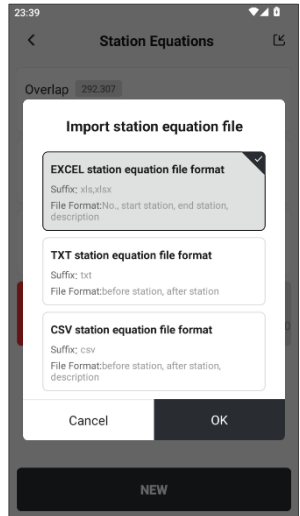 23:39
Station Equations
Overlap 292.307
Import station equation file
EXCEL station equation file format
Suffix: xls,xlsx
File Format:No., start station, end station,
description
TXT station equation file format
Suffix: txt
File Format:before station, after station
CSV station equation file format
Suffix: csv
File Format:before station, after station,
description
Cancel
OK
NEW